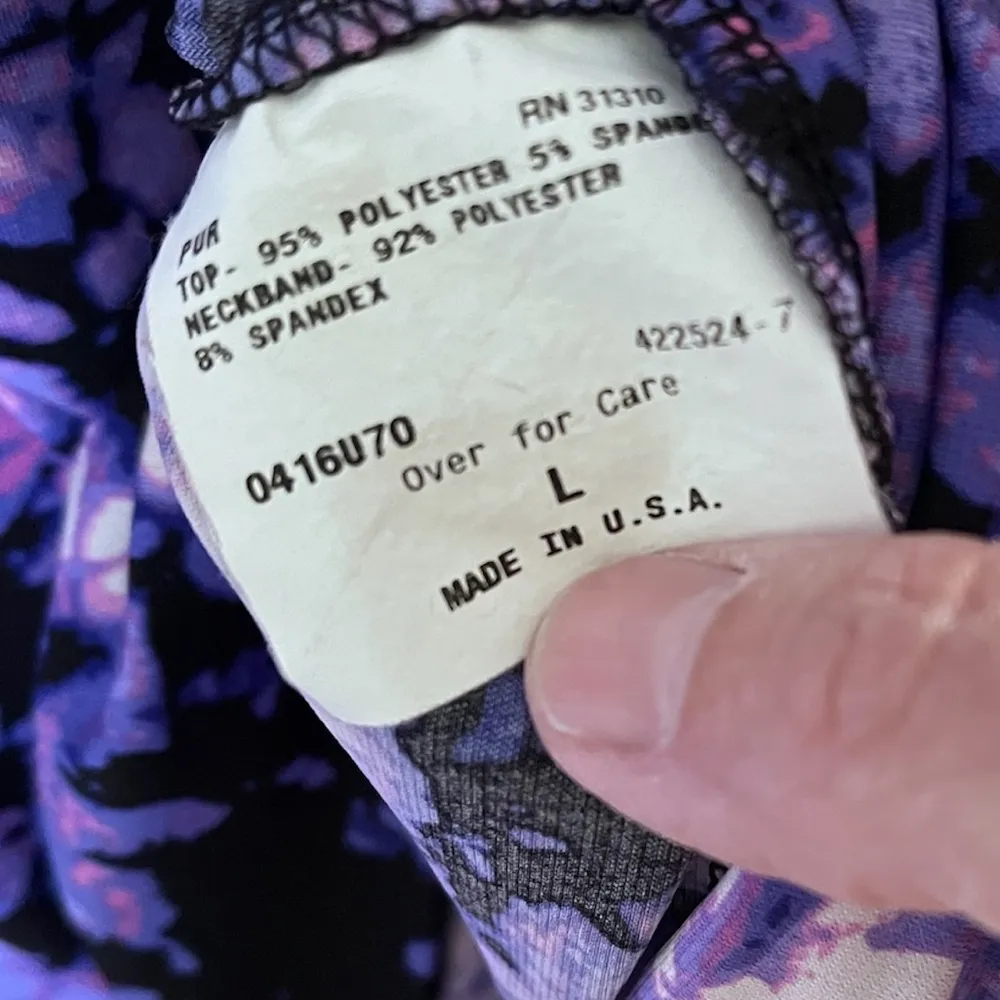 RN 31310
PUR
TOP- 95% POLYESTER 5% SPANDE
NECKBAND- 92% POLYESTER
8% SPANDEX
422524-7
0416U70
Over for Care
L
MADE IN U.S.A.